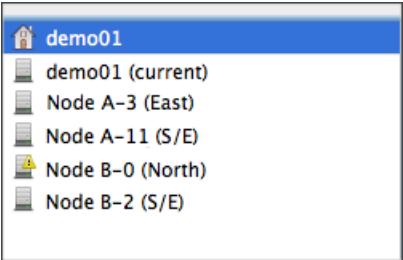 demo01
demo01 (current)
Node A-3 (East)
Node A-11 (S/E)
Node B-0 (North)
Node B-2 (S/E)